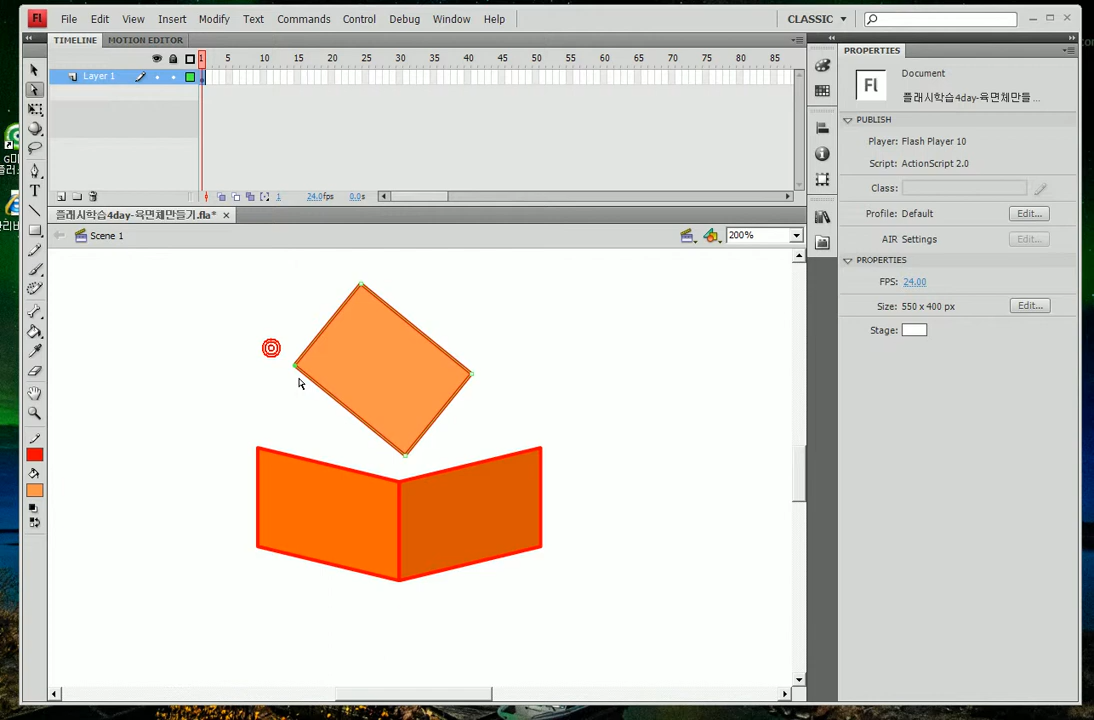 Fl File Edit View Insert Modify Text Commands Control Debug Window Help CLASSIC
TIMELINE MOTION EDITOR
1 5 10 15 20 25 30 35 40 45 50 55 60 65 70 75 80 85
Layer 1
1 24.0fps 0.0s
플래시학습4day-육면체만들기.fla*
Scene 1 200%
PROPERTIES
Fl Document
플래시학습4day-육면체만들 ...
PUBLISH
Player: Flash Player 10
Script: ActionScript 2.0
Class:
Profile: Default Edit...
AIR Settings Edit...
PROPERTIES
FPS: 24.00
Size: 550 x 400 px Edit...
Stage: